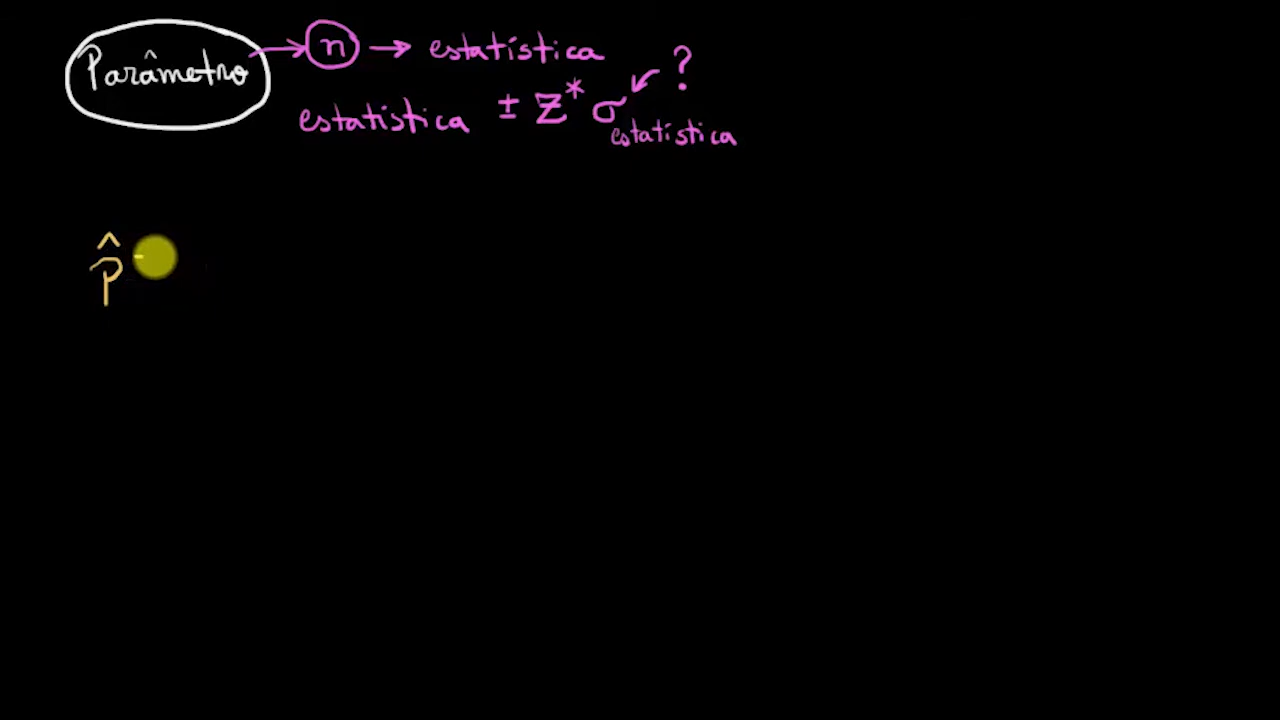 Parâmetro → n → estatística
estatística ± z* σ estatística ?
p̂ -